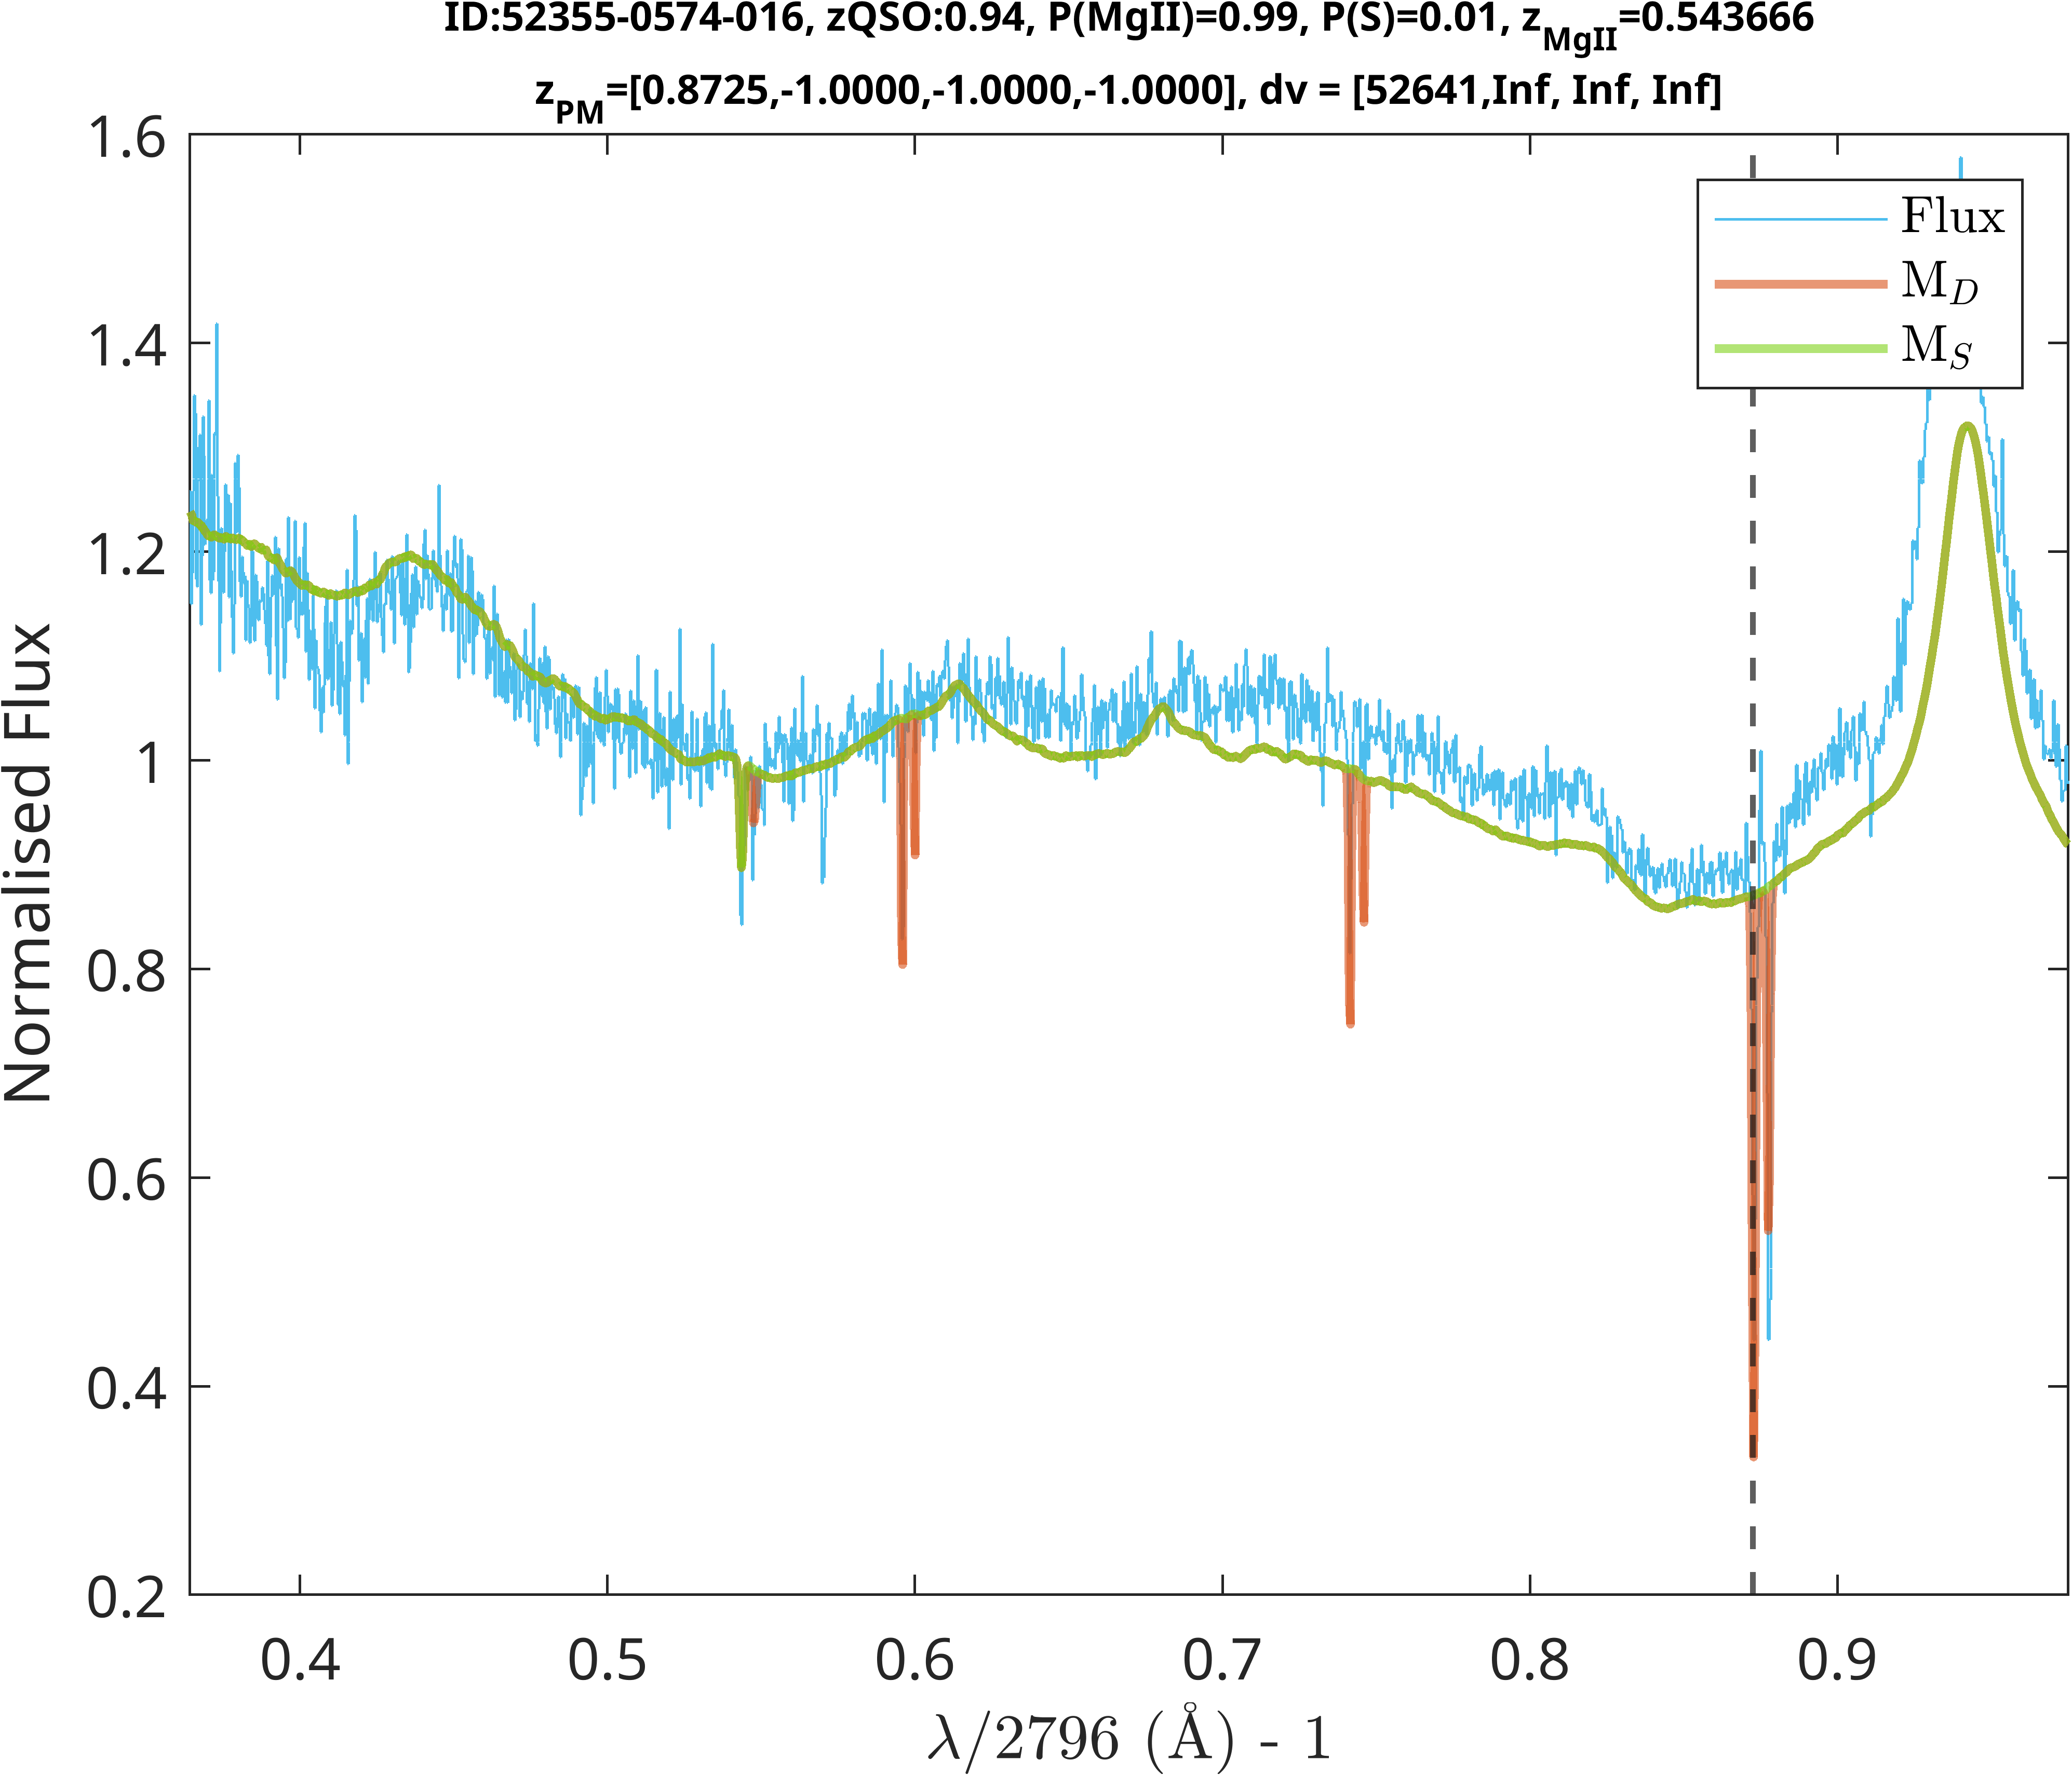 ID:52355-0574-016, zQSO:0.94, P(MgII)=0.99, P(S)=0.01, zMgII=0.543666
zPM=[0.8725,-1.0000,-1.0000,-1.0000], dv = [52641,Inf, Inf, Inf]
1.6
1.4
1.2
1
0.8
0.6
0.4
0.2
Normalised Flux
Flux
MD
MS
0.4 0.5 0.6 0.7 0.8 0.9
λ/2796 (Å) - 1